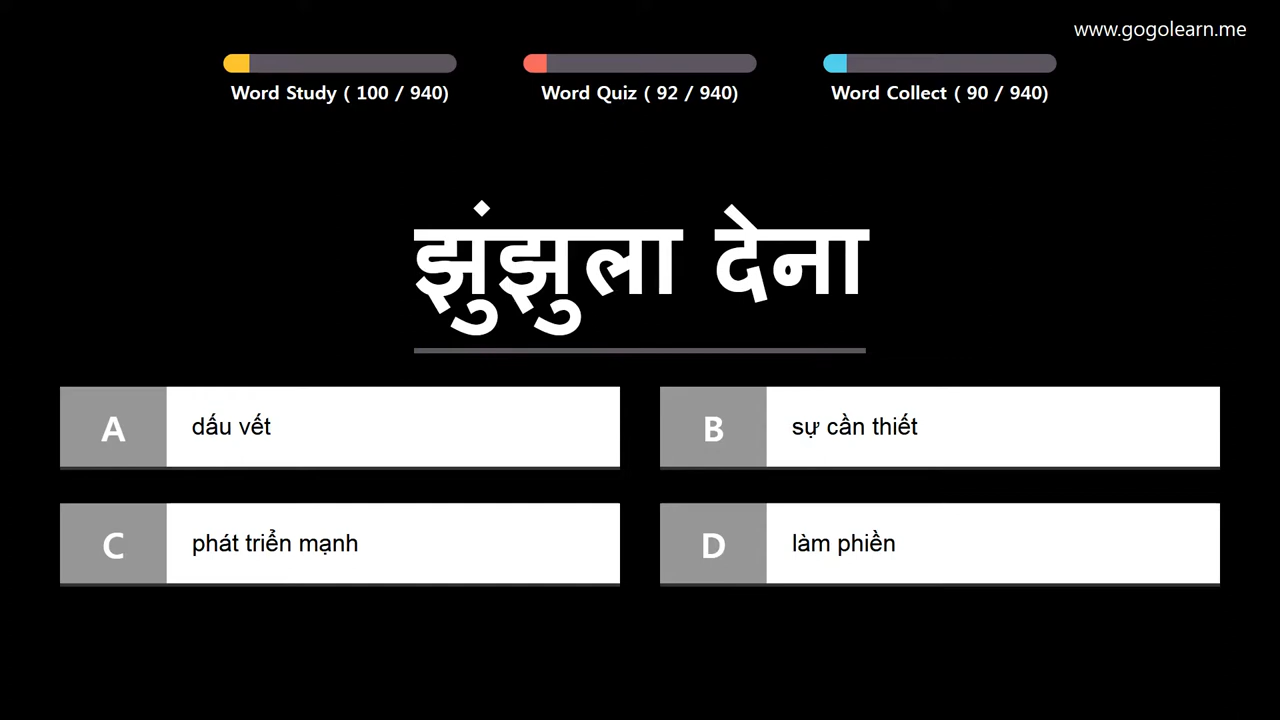 www.gogolearn.me
Word Study ( 100 / 940)
Word Quiz ( 92 / 940)
Word Collect ( 90 / 940)
झुंझुला देना
A dấu vết
B sự cần thiết
C phát triển mạnh
D làm phiền